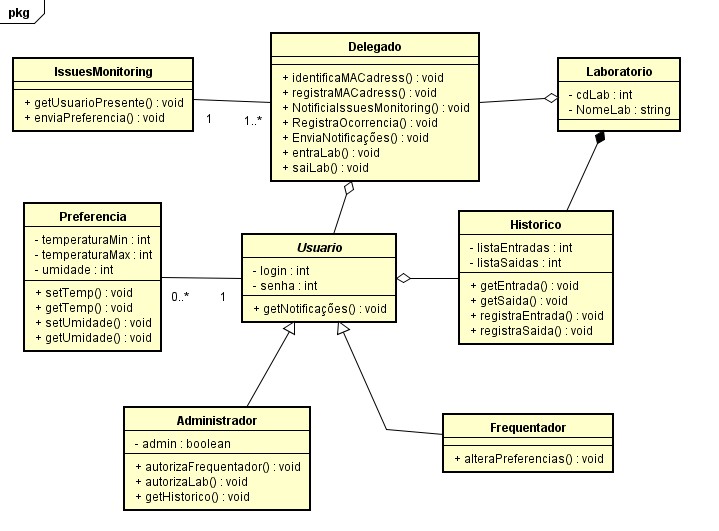 pkg
IssuesMonitoring
+ getUsuarioPresente() : void
+ enviaPreferencia() : void
1
1..*
Delegado
+ identificaMACadress() : void
+ registraMACadress() : void
+ NotificiaIssuesMonitoring() : void
+ RegistraOcorrencia() : void
+ EnviaNotificações() : void
+ entraLab() : void
+ saiLab() : void
Laboratorio
- cdLab : int
- NomeLab : string
Preferencia
- temperaturaMin : int
- temperaturaMax : int
- umidade : int
+ setTemp() : void
+ getTemp() : void
+ setUmidade() : void
+ getUmidade() : void
0..*
1
Usuario
- login : int
- senha : int
+ getNotificações() : void
Historico
- listaEntradas : int
- listaSaidas : int
+ getEntrada() : void
+ getSaida() : void
+ registraEntrada() : void
+ registraSaida() : void
Administrador
- admin : boolean
+ autorizaFrequentador() : void
+ autorizaLab() : void
+ getHistorico() : void
Frequentador
+ alteraPreferencias() : void